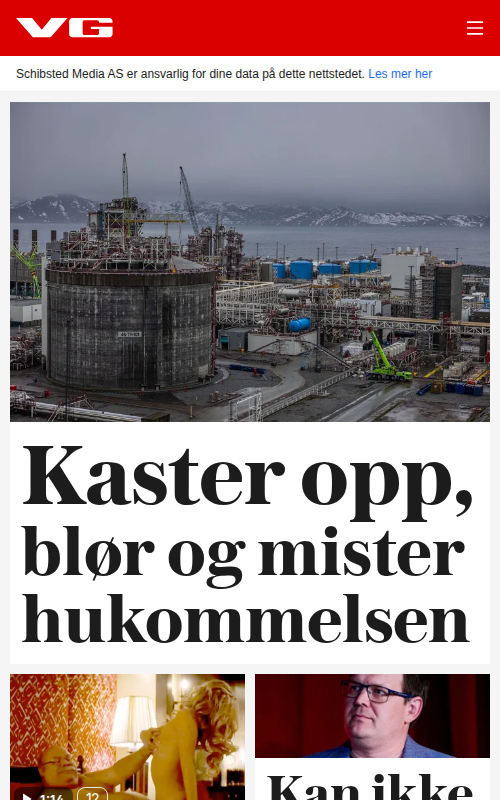 VG
Schibsted Media AS er ansvarlig for dine data på dette nettstedet. Les mer her
Kaster opp,
blør og mister
hukommelsen
1:14
12
Kan ikke